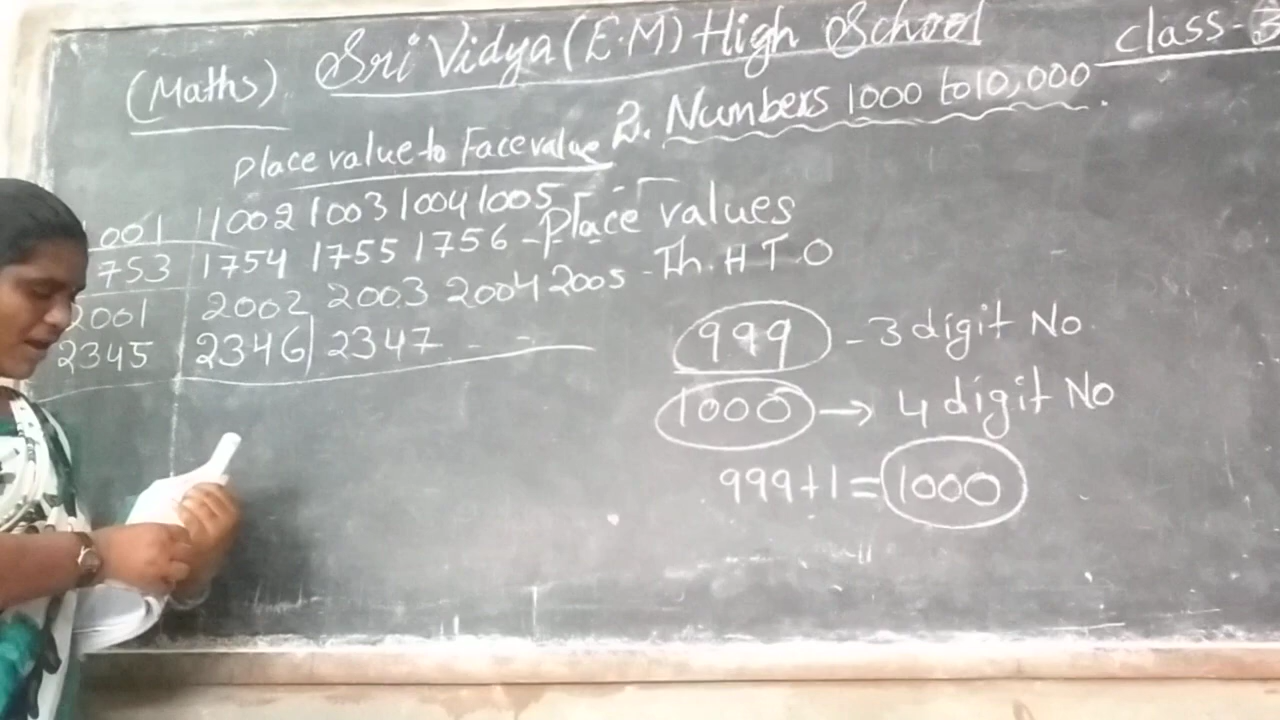 Sri Vidya (E.M) High School
class-3
(Maths)
2. Numbers 1000 to 10,000.
Place value to Face value
1001 1002 1003 1004 1005 - -
Place values
753 1754 1755 1756 - - -
Th. H T. O
2001 2002 2003 2004 2005 -
2345 2346 2347 - -
999 - 3 digit No.
1000 → 4 digit No
999+1=1000